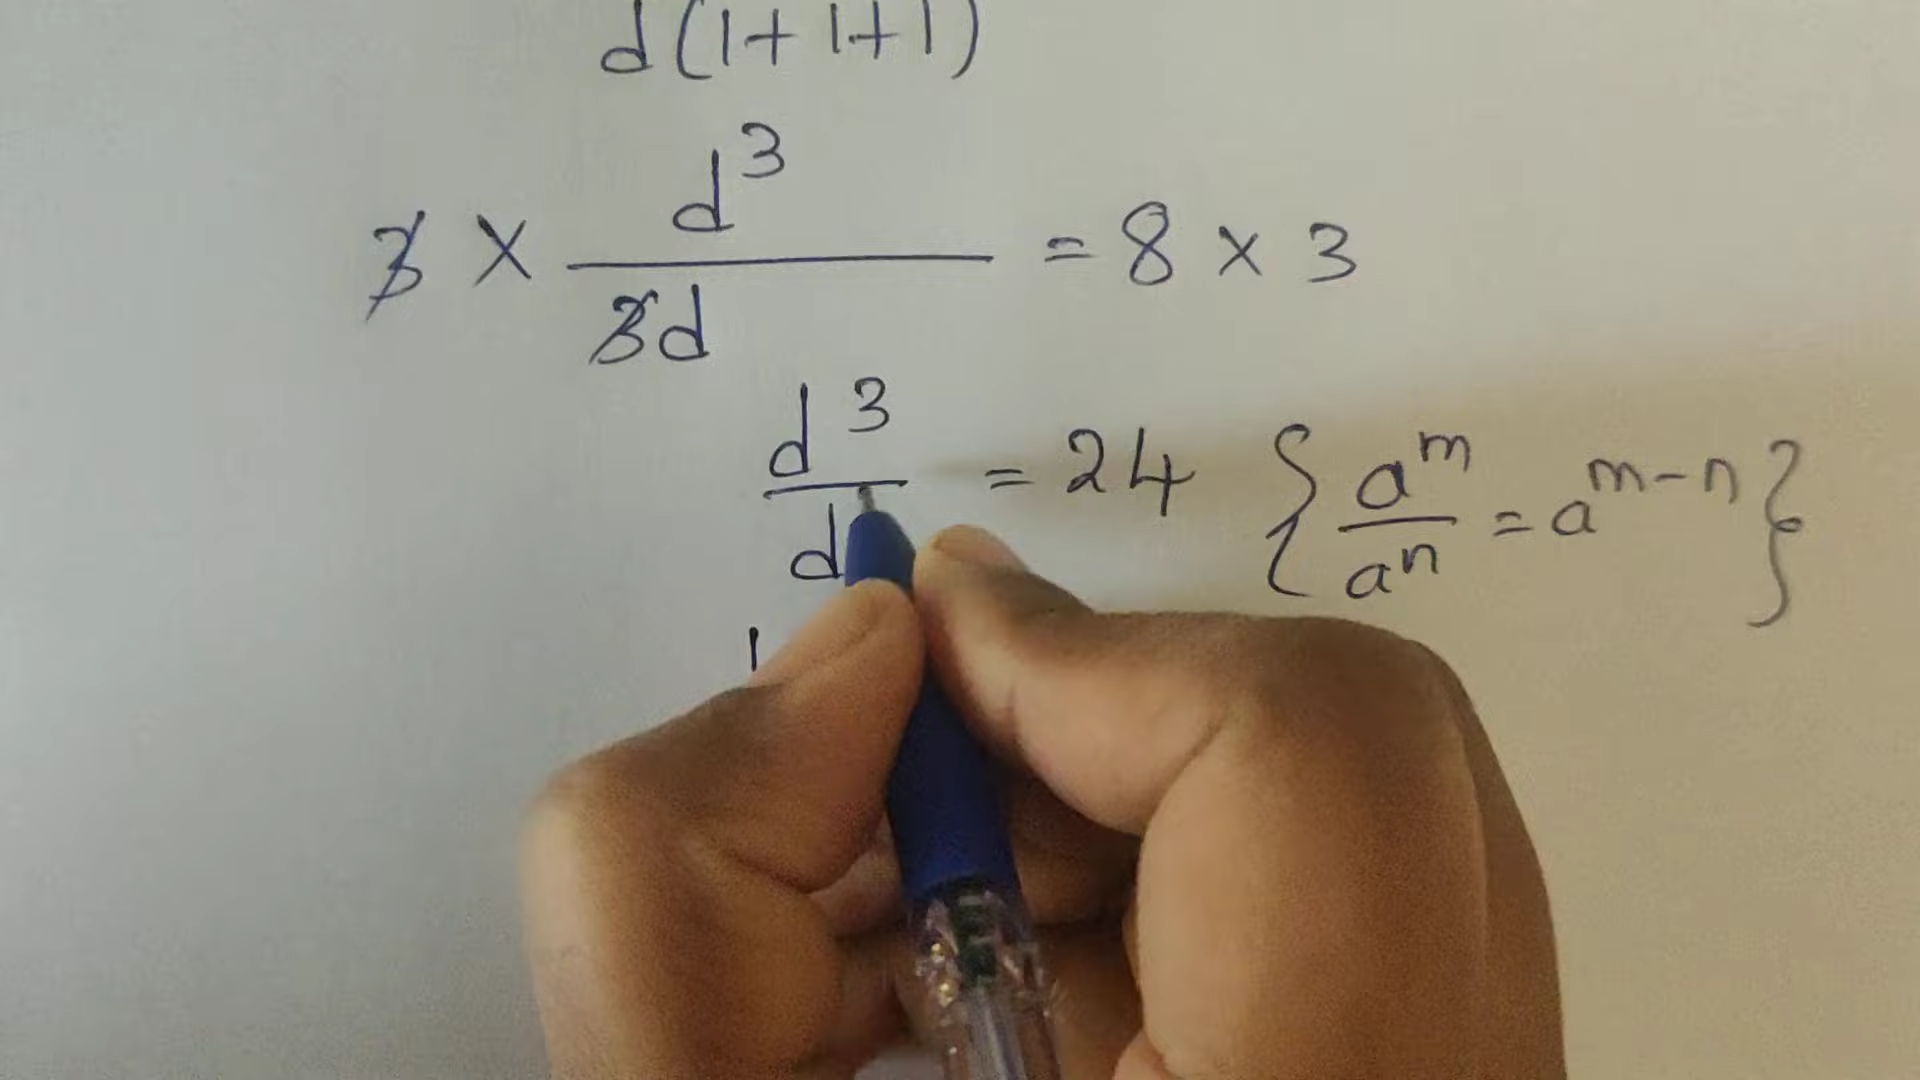 d(1+1+1)
3 × d³/3d = 8 × 3
d³/d = 24 {aᵐ/aⁿ = aᵐ⁻ⁿ}